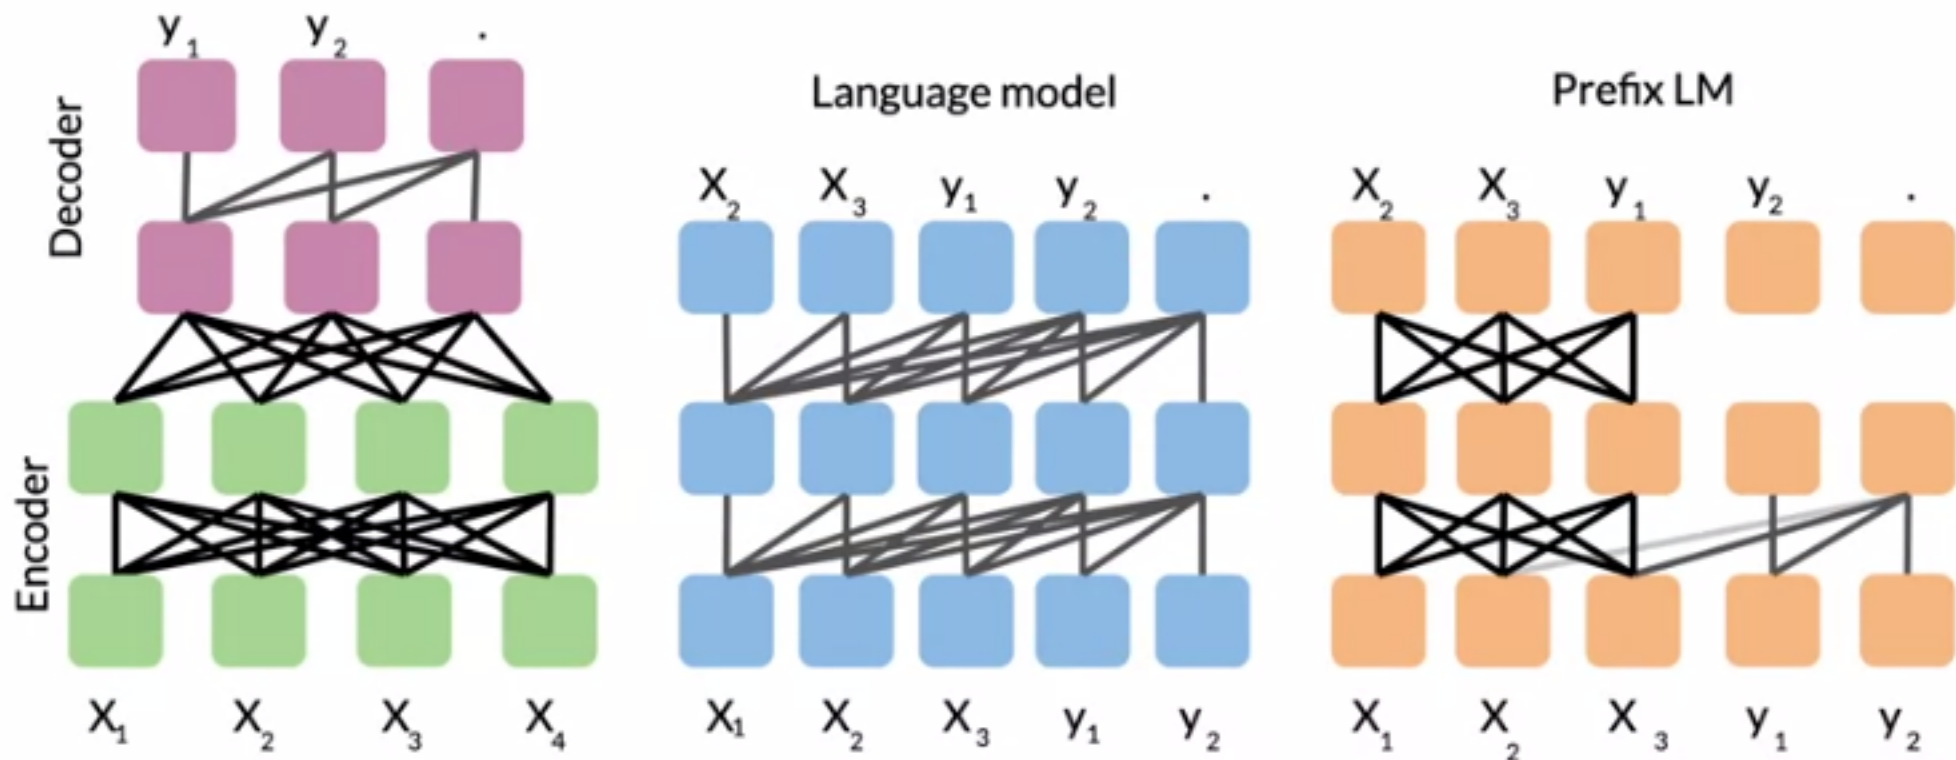 y₁ y₂ .
Decoder
Encoder
X₁ X₂ X₃ X₄
Language model
X₂ X₃ y₁ y₂ .
X₁ X₂ X₃ y₁ y₂
Prefix LM
X₂ X₃ y₁ y₂ .
X₁ X₂ X₃ y₁ y₂